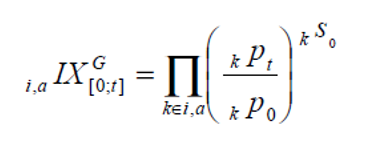 $_{i,a}IX^{G}_{[0;t]} = \prod_{k \in i,a} \left( \frac{_{k}p_{t}}{_{k}p_{0}} \right)^{_{k}s_{0}}$